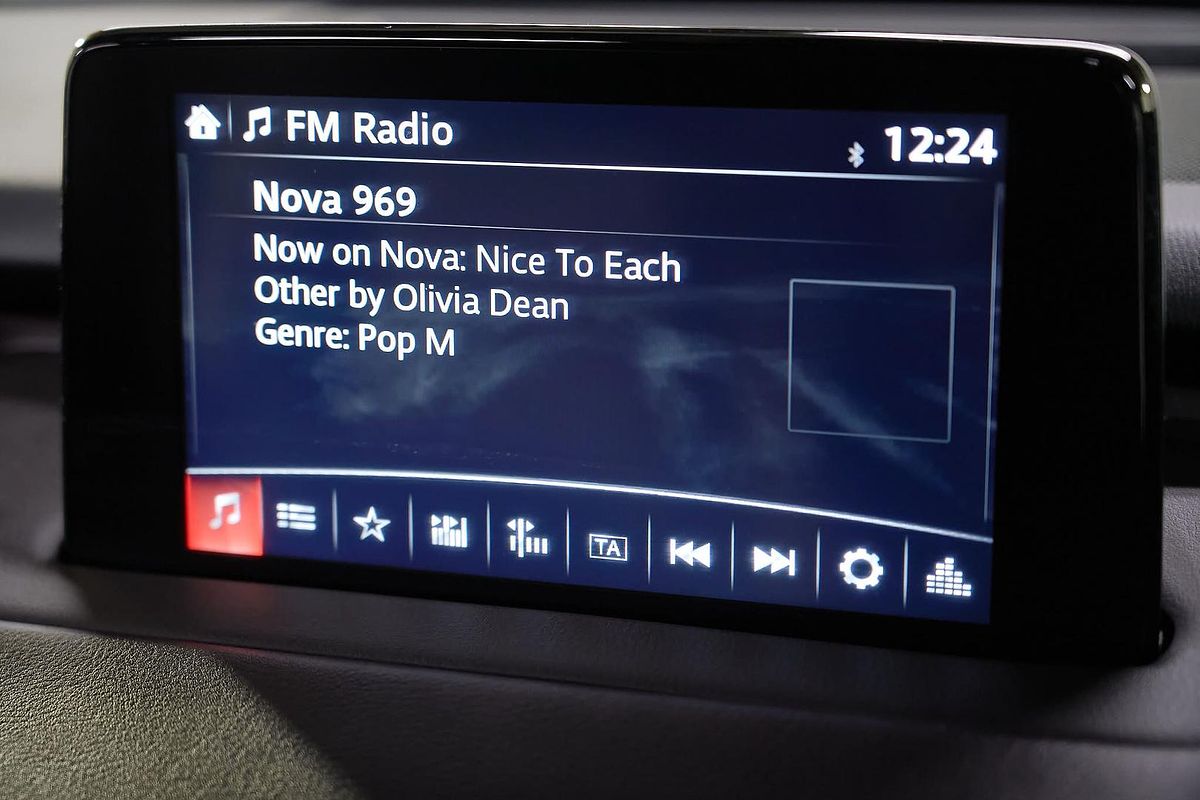 FM Radio
12:24
Nova 969
Now on Nova: Nice To Each
Other by Olivia Dean
Genre: Pop M
TA